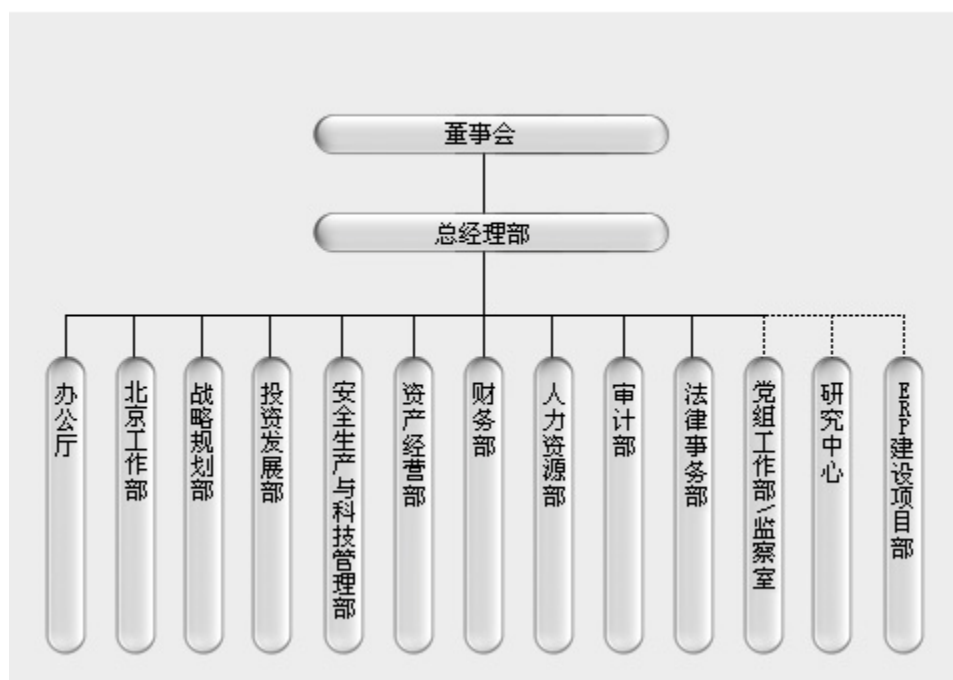 董事会
总经理部
办公厅
北京工作部
战略规划部
投资发展部
安全生产与科技管理部
资产经营部
财务部
人力资源部
审计部
法律事务部
党组工作部/监察室
研究中心
ERP建设项目部